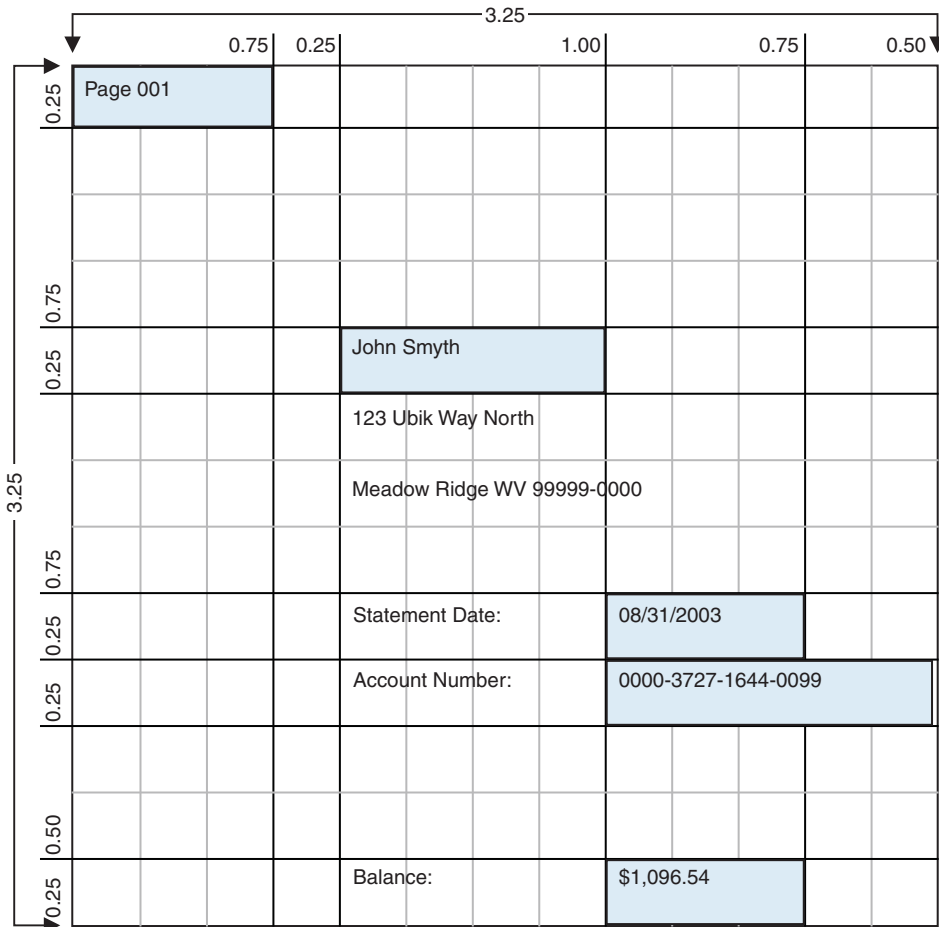 3.25
0.75 0.25 1.00 0.75 0.50
0.25 Page 001
0.75
0.25 John Smyth
123 Ubik Way North
3.25
Meadow Ridge WV 99999-0000
0.75
0.25 Statement Date: 08/31/2003
0.25 Account Number: 0000-3727-1644-0099
0.50
0.25 Balance: $1,096.54